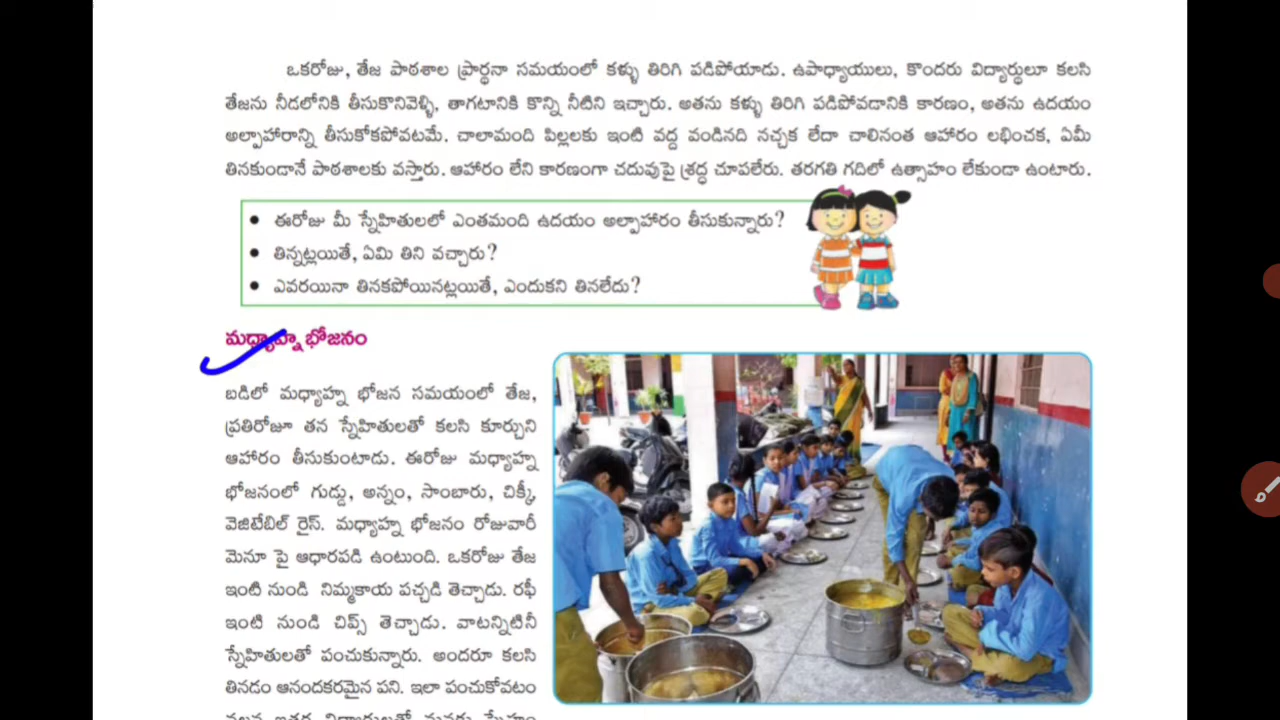 ఒకరోజు, తేజ పాఠశాల ప్రార్థనా సమయంలో కళ్ళు తిరిగి పడిపోయాడు. ఉపాధ్యాయులు, కొందరు విద్యార్థులూ కలసి
తేజను నీడలోనికి తీసుకొనివెళ్ళి, తాగటానికి కొన్ని నీటిని ఇచ్చారు. అతను కళ్ళు తిరిగి పడిపోవడానికి కారణం, అతను ఉదయం
అల్పాహారాన్ని తీసుకోకపోవటమే. చాలామంది పిల్లలకు ఇంటి వద్ద వండినది నచ్చక లేదా చాలినంత ఆహారం లభించక, ఏమీ
తినకుండానే పాఠశాలకు వస్తారు. ఆహారం లేని కారణంగా చదువుపై శ్రద్ధ చూపలేరు. తరగతి గదిలో ఉత్సాహం లేకుండా ఉంటారు.
• ఈరోజు మీ స్నేహితులలో ఎంతమంది ఉదయం అల్పాహారం తీసుకున్నారు?
• తిన్నట్లయితే, ఏమి తిని వచ్చారు?
• ఎవరయినా తినకపోయినట్లయితే, ఎందుకని తినలేదు?
మధ్యాహ్న భోజనం
బడిలో మధ్యాహ్న భోజన సమయంలో తేజ,
ప్రతిరోజూ తన స్నేహితులతో కలసి కూర్చుని
ఆహారం తీసుకుంటాడు. ఈరోజు మధ్యాహ్న
భోజనంలో గుడ్డు, అన్నం, సాంబారు, చిక్కీ,
వెజిటేబిల్ రైస్. మధ్యాహ్న భోజనం రోజువారీ
మెనూ పై ఆధారపడి ఉంటుంది. ఒకరోజు తేజ
ఇంటి నుండి నిమ్మకాయ పచ్చడి తెచ్చాడు. రఫీ
ఇంటి నుండి చిప్స్ తెచ్చాడు. వాటన్నిటినీ
స్నేహితులతో పంచుకున్నారు. అందరూ కలసి
తినడం ఆనందకరమైన పని. ఇలా పంచుకోవటం